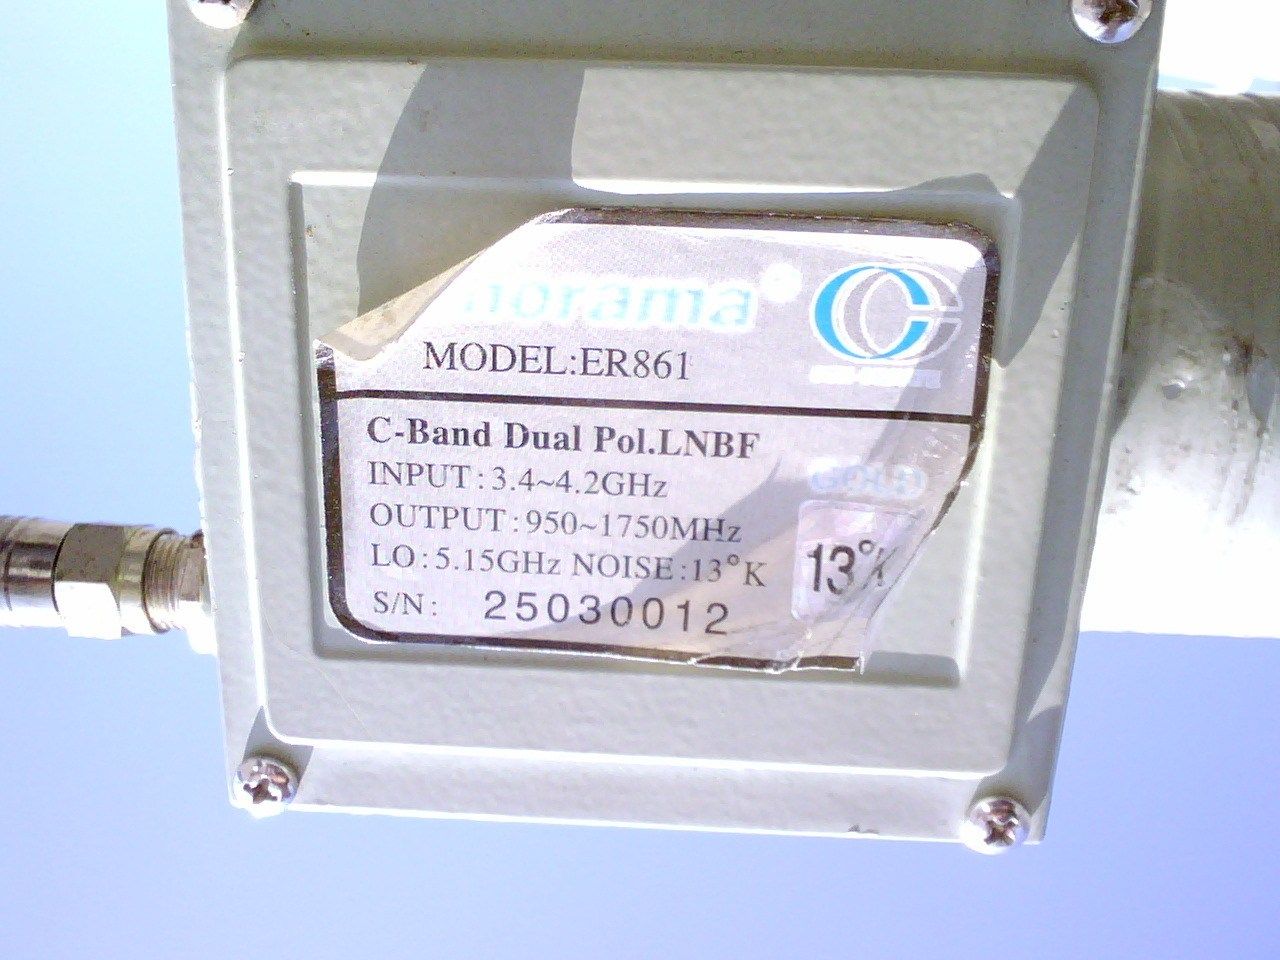 norama®
MODEL:ER861
C-Band Dual Pol.LNBF
INPUT:3.4~4.2GHz
OUTPUT:950~1750MHz
LO:5.15GHz NOISE:13°K
S/N: 25030012
GOLD
13°K